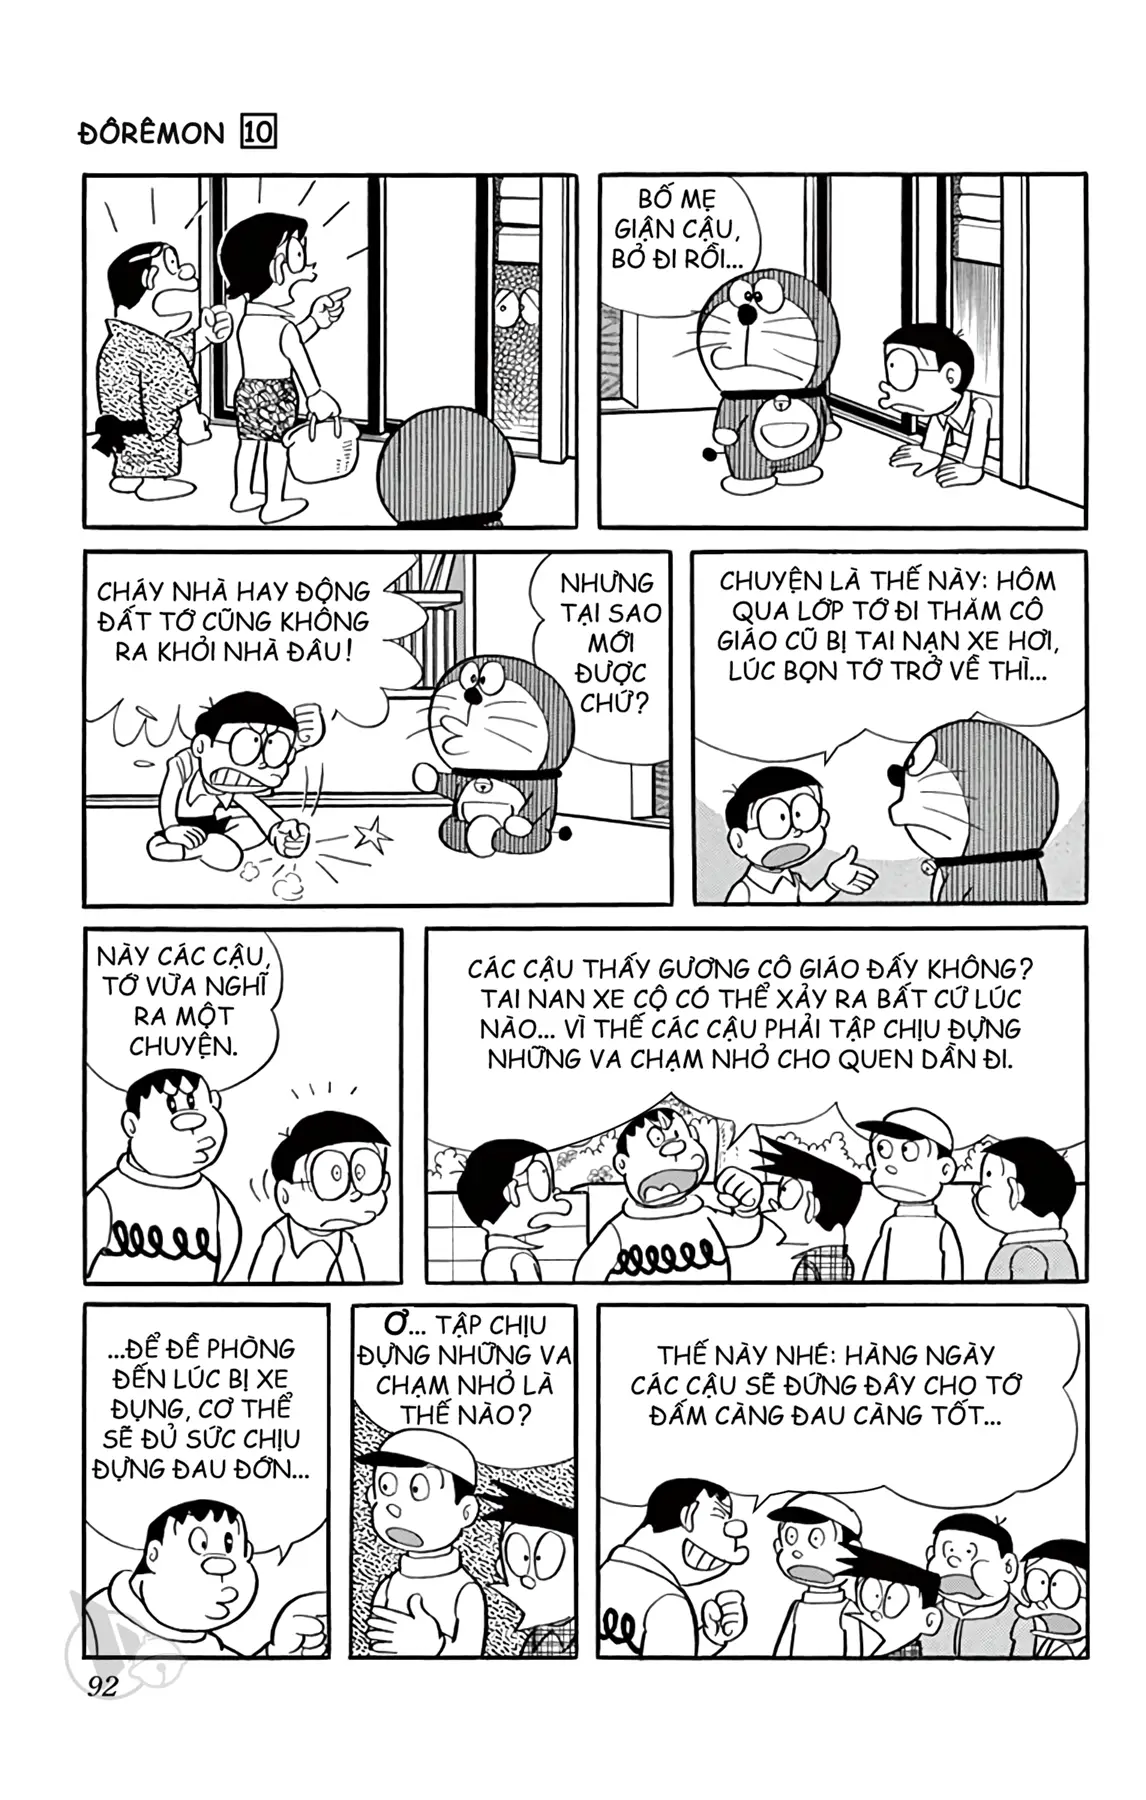 ĐÔRÊMON 10
BỐ MẸ
GIẬN CẬU,
BỎ ĐI RỒI...
CHÁY NHÀ HAY ĐỘNG
ĐẤT TỚ CŨNG KHÔNG
RA KHỎI NHÀ ĐÂU!
NHƯNG
TẠI SAO
MỚI
ĐƯỢC
CHỨ?
CHUYỆN LÀ THẾ NÀY: HÔM
QUA LỚP TỚ ĐI THĂM CÔ
GIÁO CŨ BỊ TAI NẠN XE HƠI,
LÚC BỌN TỚ TRỞ VỀ THÌ...
NÀY CÁC CẬU,
TỚ VỪA NGHĨ
RA MỘT
CHUYỆN.
CÁC CẬU THẤY GƯƠNG CÔ GIÁO ĐẤY KHÔNG?
TAI NAN XE CỘ CÓ THỂ XẢY RA BẤT CỨ LÚC
NÀO... VÌ THẾ CÁC CẬU PHẢI TẬP CHỊU ĐỰNG
NHỮNG VA CHẠM NHỎ CHO QUEN DẦN ĐI.
...ĐỂ ĐỀ PHÒNG
ĐẾN LÚC BỊ XE
ĐỤNG, CƠ THỂ
SẼ ĐỦ SỨC CHỊU
ĐỰNG ĐAU ĐỚN...
Ơ... TẬP CHỊU
ĐỰNG NHỮNG VA
CHẠM NHỎ LÀ
THẾ NÀO?
THẾ NÀY NHÉ: HÀNG NGÀY
CÁC CẬU SẼ ĐỨNG ĐÂY CHO TỚ
ĐẤM CÀNG ĐAU CÀNG TỐT...
92